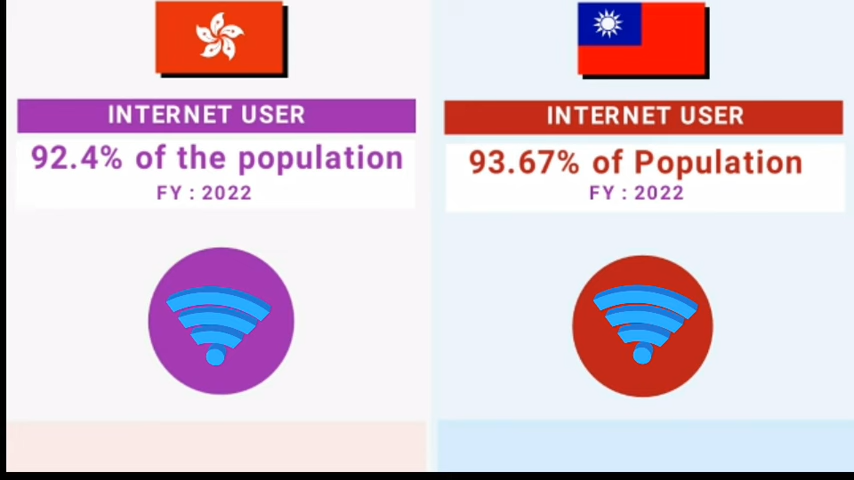 INTERNET USER
92.4% of the population
FY : 2022
INTERNET USER
93.67% of Population
FY : 2022